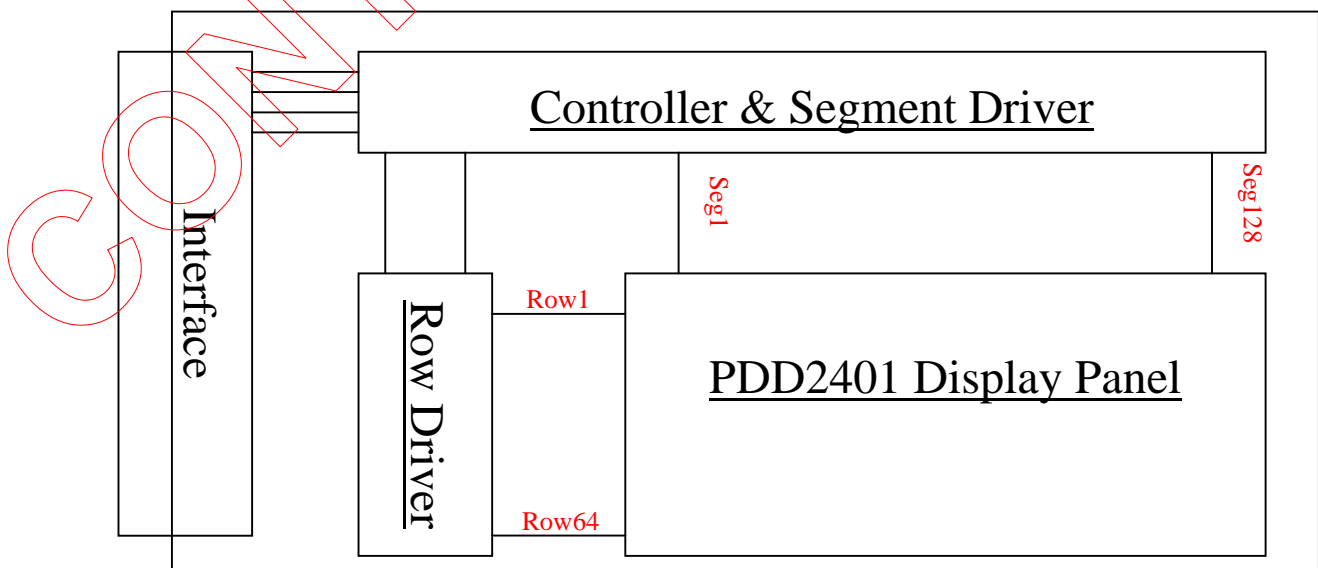 Controller & Segment Driver
Seg1
Seg128
Interface
Row Driver
Row1
PDD2401 Display Panel
Row64